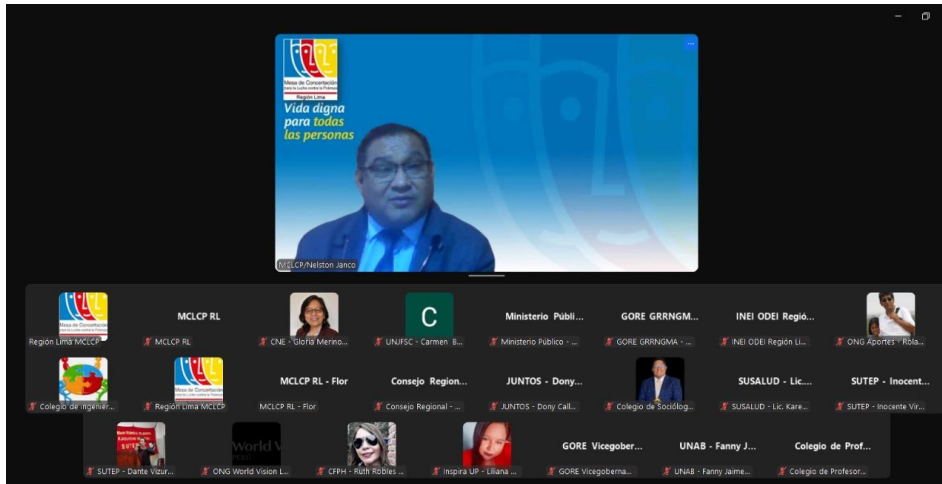 Mesa de Concertación
para la Lucha contra la Pobreza
Región Lima
Vida digna
para todas
las personas
MCLCP/Nelston Janco
Región Lima MCLCP
MCLCP RL
MCLCP RL
CNE - Gloria Merino...
C
UNJFSC - Carmen B...
Ministerio Públi...
Ministerio Público - ...
GORE GRRNGM...
GORE GRRNGMA - ...
INEI ODEI Regió...
INEI ODEI Región Li...
ONG Aportes - Rola...
Colegio de Ingenier...
Región Lima MCLCP
MCLCP RL - Flor
MCLCP RL - Flor
Consejo Region...
Consejo Regional - ...
JUNTOS - Dony...
JUNTOS - Dony Call...
Colegio de Sociólog...
SUSALUD - Lic....
SUSALUD - Lic. Kare...
SUTEP - Inocent...
SUTEP - Inocente Vir...
SUTEP - Dante Vizur...
World V
ONG World Vision L...
CFPH - Ruth Robles ...
Inspira UP - Liliana ...
GORE Vicegober...
GORE Vicegoberna...
UNAB - Fanny J...
UNAB - Fanny Jaime...
Colegio de Prof...
Colegio de Profesor...